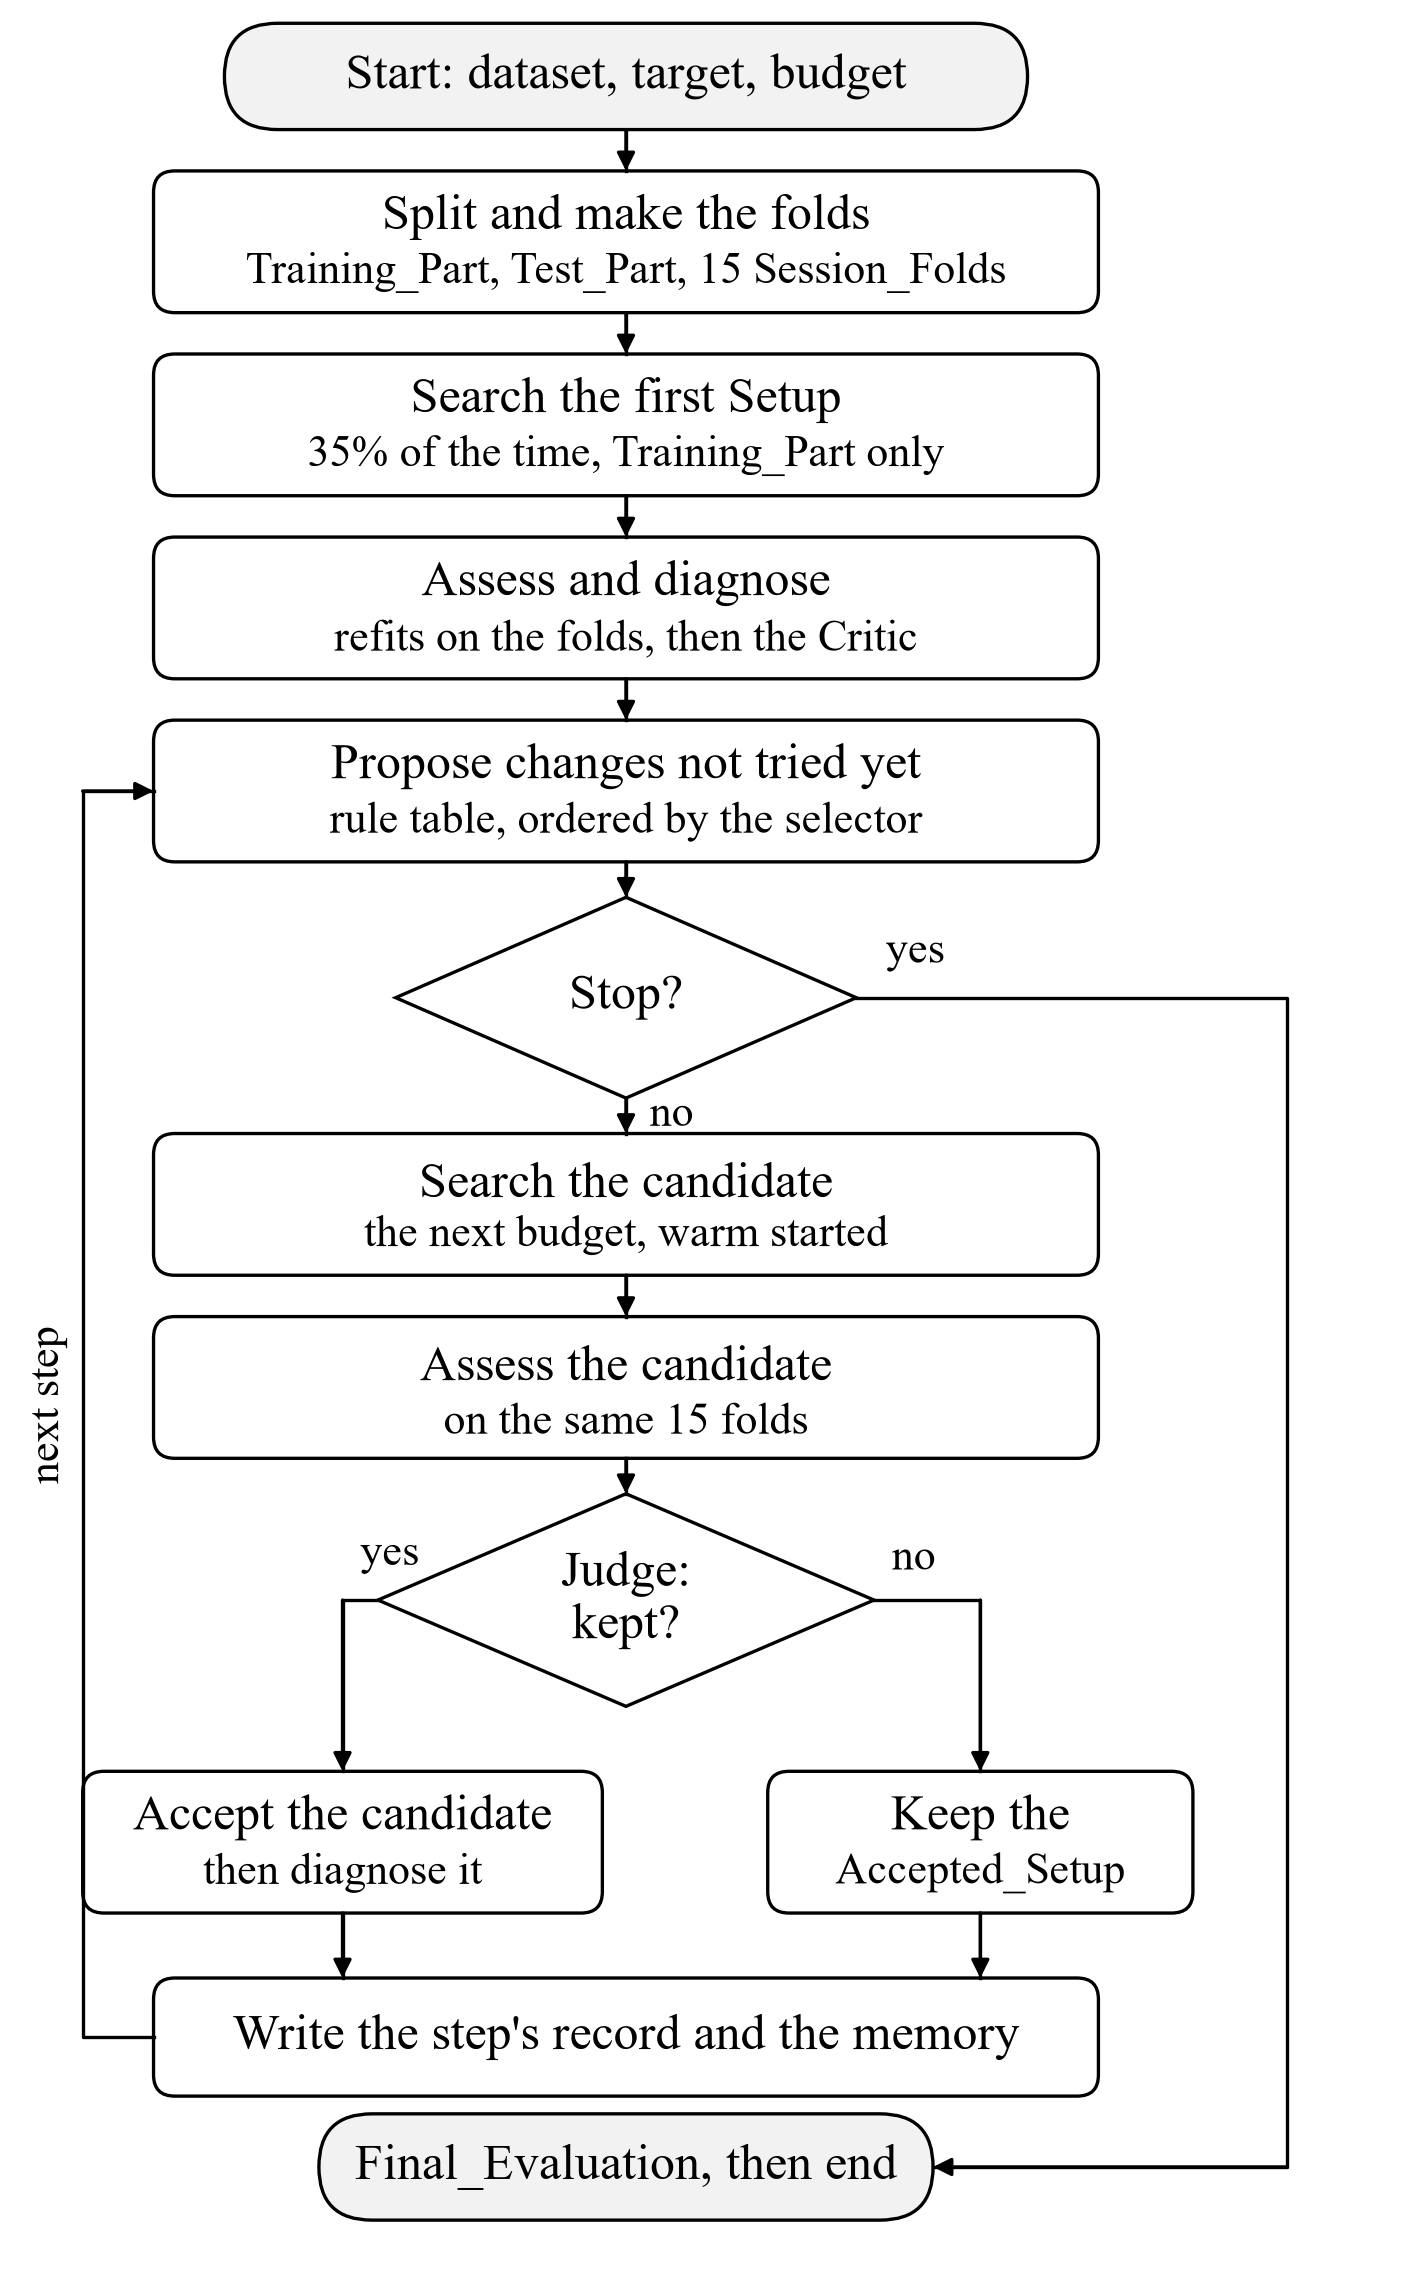 Start: dataset, target, budget
Split and make the folds
Training_Part, Test_Part, 15 Session_Folds
Search the first Setup
35% of the time, Training_Part only
Assess and diagnose
refits on the folds, then the Critic
Propose changes not tried yet
rule table, ordered by the selector
Stop?
yes
no
Search the candidate
the next budget, warm started
Assess the candidate
on the same 15 folds
next step
Judge:
kept?
yes
no
Accept the candidate
then diagnose it
Keep the
Accepted_Setup
Write the step's record and the memory
Final_Evaluation, then end